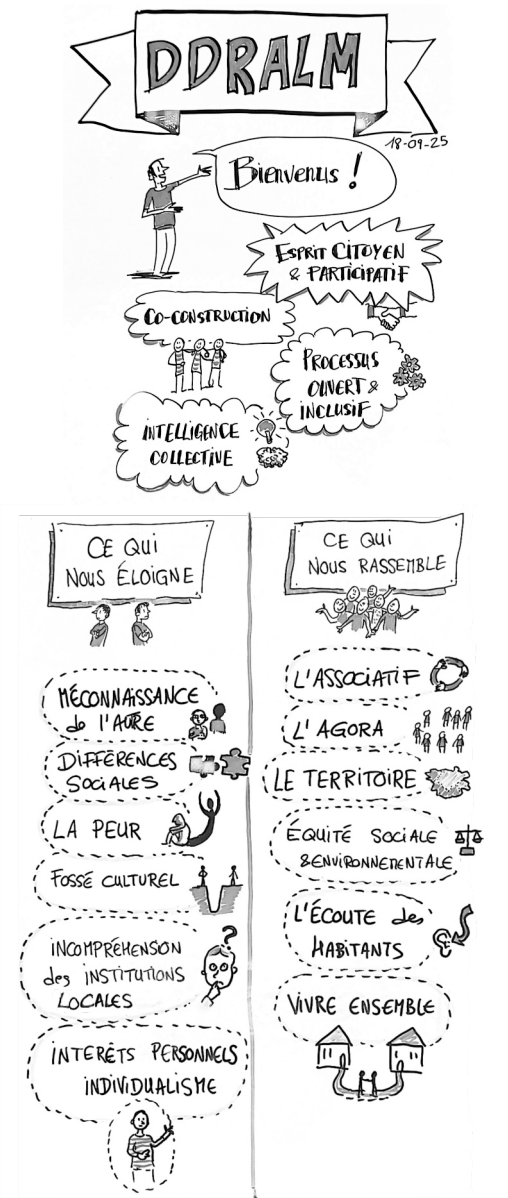 DDRALM
18-09-25
Bienvenus !
ESPRIT CITOYEN
& PARTICIPATIF
CO-CONSTRUCTION
PROCESSUS
OUVERT &
INCLUSIF
INTELLIGENCE
COLLECTIVE
CE QUI
NOUS ÉLOIGNE
MÉCONNAISSANCE
de l'AUTRE
DIFFÉRENCES
SOCIALES
LA PEUR
FOSSÉ CULTUREL
?
INCOMPRÉHENSION
des INSTITUTIONS
LOCALES
INTERÊTS PERSONNELS
INDIVIDUALISME
CE QUI
NOUS RASSEMBLE
L'ASSOCIATIF
L'AGORA
LE TERRITOIRE
ÉQUITÉ SOCIALE
& ENVIRONNEMENTALE
L'ÉCOUTE des
HABITANTS
VIVRE ENSEMBLE